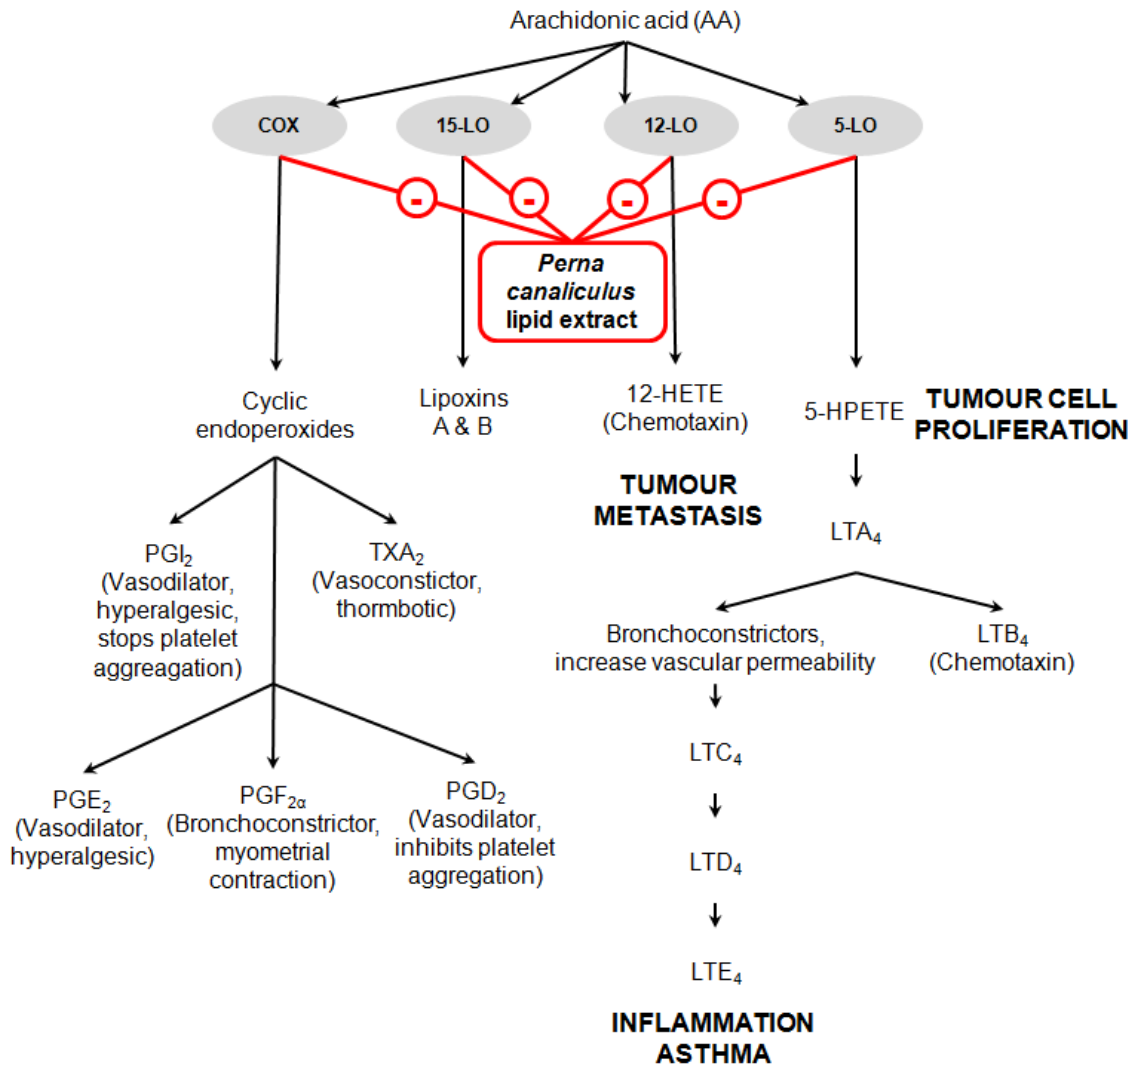 Arachidonic acid (AA)
COX
15-LO
12-LO
5-LO
-
-
-
-
Perna
canaliculus
lipid extract
Cyclic
endoperoxides
Lipoxins
A & B
12-HETE
(Chemotaxin)
5-HPETE
TUMOUR CELL
PROLIFERATION
TUMOUR
METASTASIS
LTA₄
PGI₂
(Vasodilator,
hyperalgesic,
stops platelet
aggreagation)
TXA₂
(Vasoconstictor,
thormbotic)
Bronchoconstrictors,
increase vascular permeability
LTB₄
(Chemotaxin)
LTC₄
PGE₂
(Vasodilator,
hyperalgesic)
PGF₂α
(Bronchoconstrictor,
myometrial
contraction)
PGD₂
(Vasodilator,
inhibits platelet
aggregation)
LTD₄
LTE₄
INFLAMMATION
ASTHMA